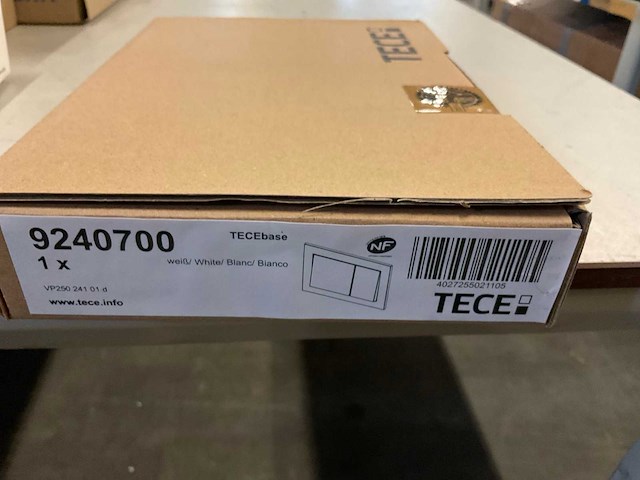 TECE
9240700
TECEbase
1 x
weiß/ White/ Blanc/ Bianco
NF
VP250 241 01 d
www.tece.info
4027255021105
TECE